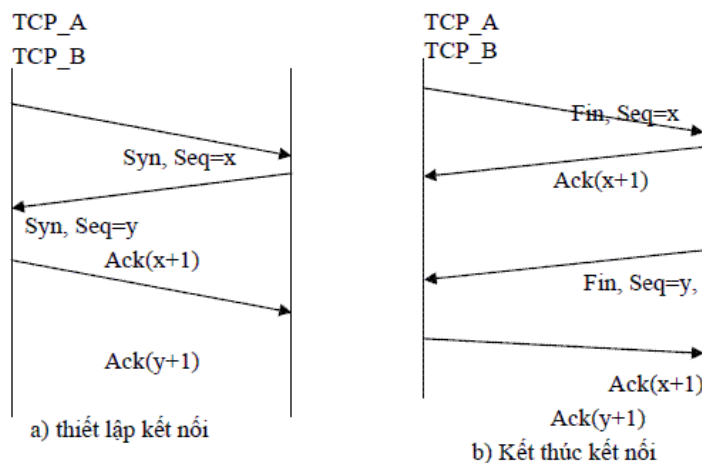 TCP_A
TCP_B
Syn, Seq=x
Syn, Seq=y
Ack(x+1)
Ack(y+1)
a) thiết lập kết nối
TCP_A
TCP_B
Fin, Seq=x
Ack(x+1)
Fin, Seq=y,
Ack(x+1)
Ack(y+1)
b) Kết thúc kết nối